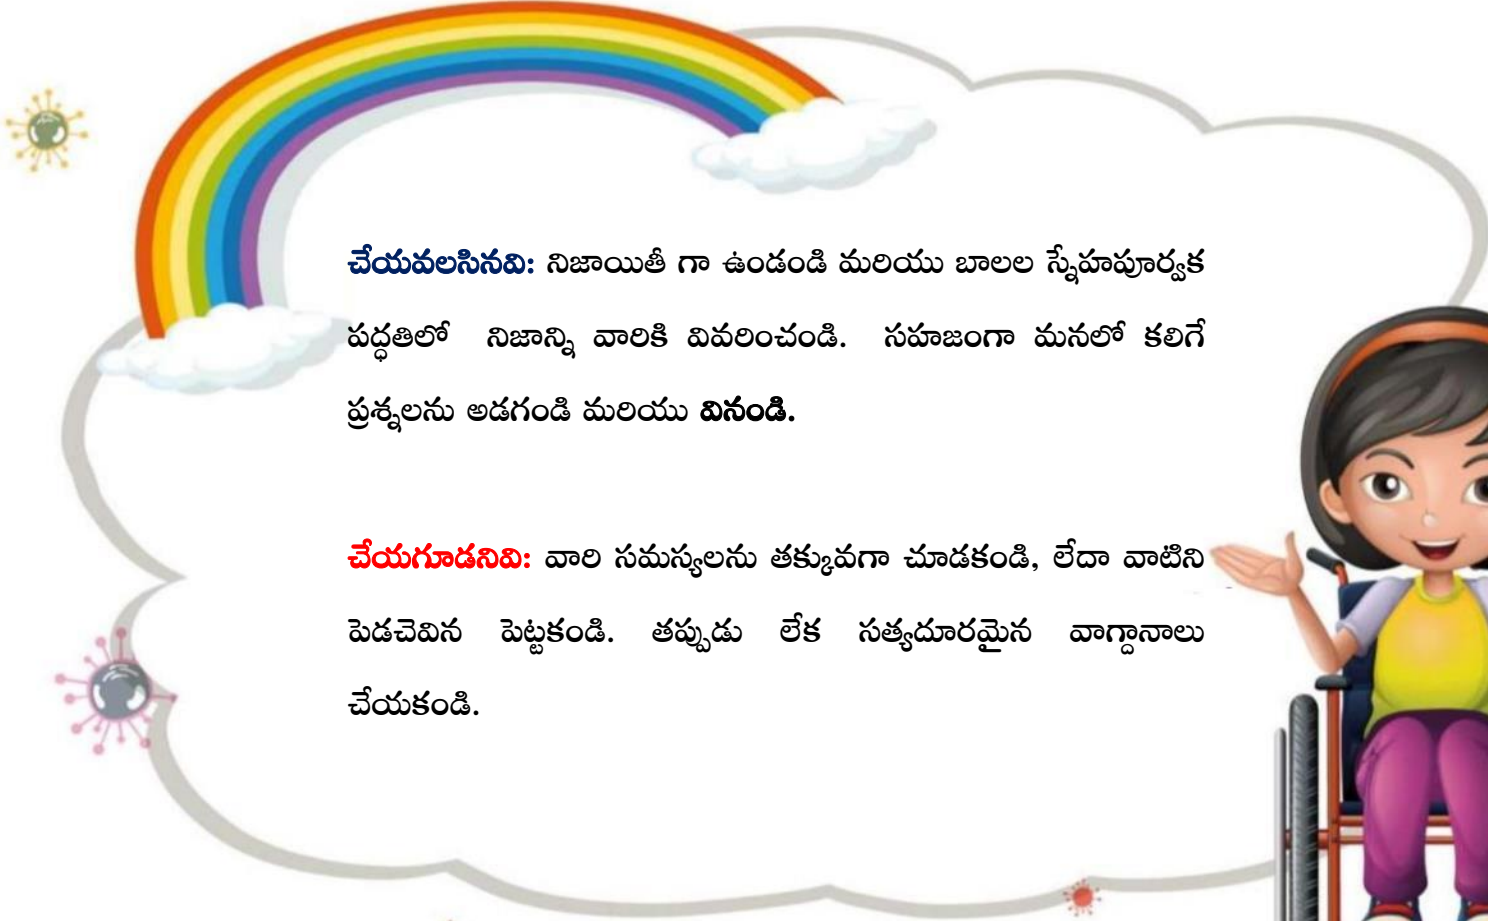 చేయవలసినవి: నిజాయితీ గా ఉండండి మరియు బాలల స్నేహపూర్వక
పద్ధతిలో నిజాన్ని వారికి వివరించండి. సహజంగా మనలో కలిగే
ప్రశ్నలను అడగండి మరియు వినండి.
చేయగూడనివి: వారి సమస్యలను తక్కువగా చూడకండి, లేదా వాటిని
పెడచెవిన పెట్టకండి. తప్పుడు లేక సత్యదూరమైన వాగ్దానాలు
చేయకండి.